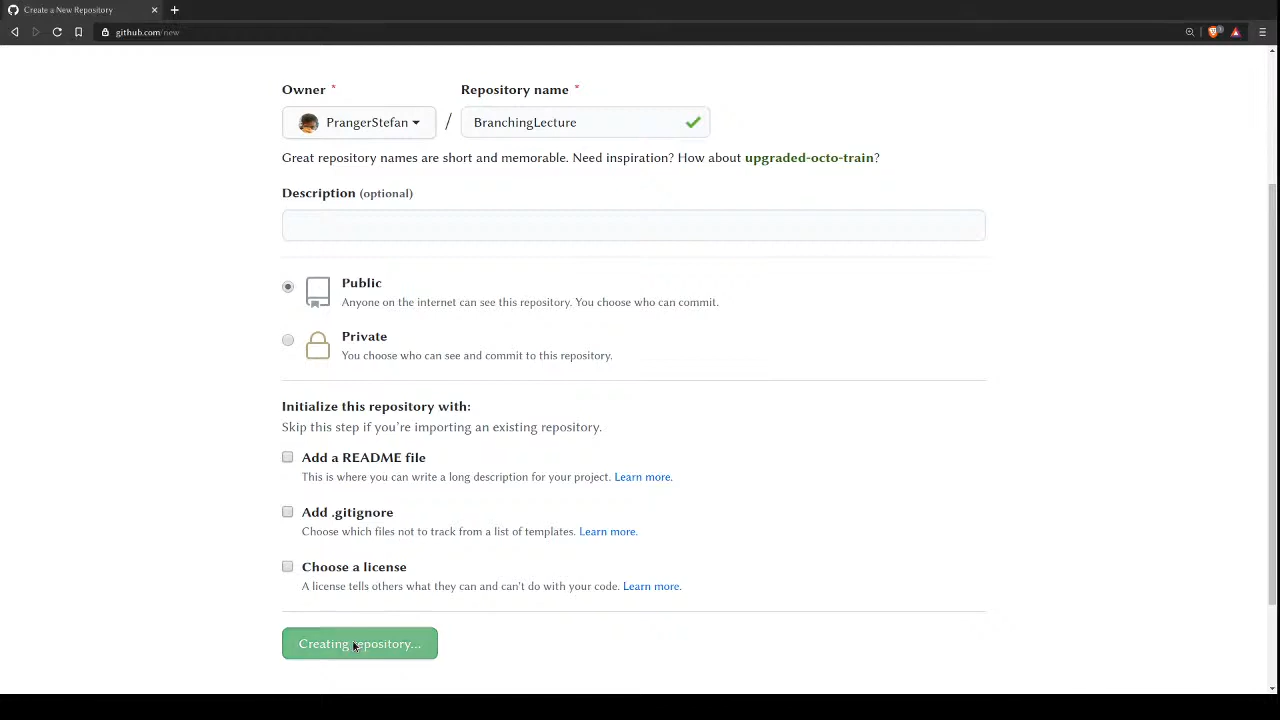 Create a New Repository
github.com/new
Owner * Repository name *
PrangerStefan / BranchingLecture
Great repository names are short and memorable. Need inspiration? How about upgraded-octo-train?
Description (optional)
Public
Anyone on the internet can see this repository. You choose who can commit.
Private
You choose who can see and commit to this repository.
Initialize this repository with:
Skip this step if you’re importing an existing repository.
Add a README file
This is where you can write a long description for your project. Learn more.
Add .gitignore
Choose which files not to track from a list of templates. Learn more.
Choose a license
A license tells others what they can and can't do with your code. Learn more.
Creating repository...